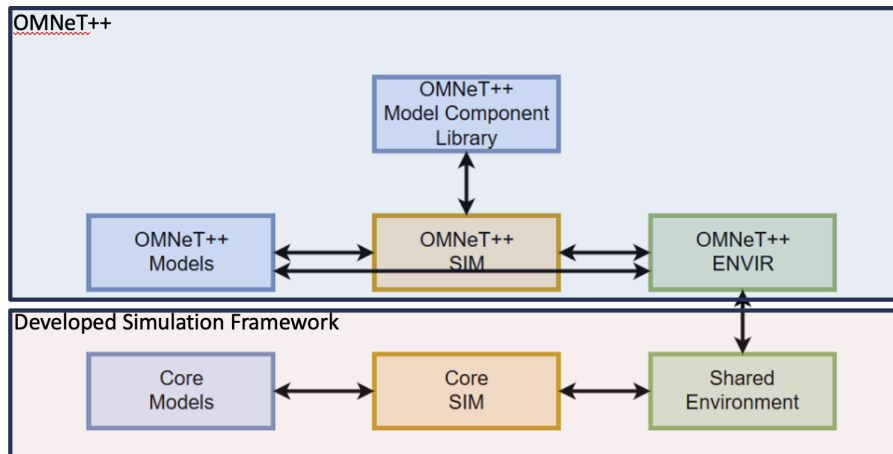 OMNeT++
OMNeT++
Model Component
Library
OMNeT++
Models
OMNeT++
SIM
OMNeT++
ENVIR
Developed Simulation Framework
Core
Models
Core
SIM
Shared
Environment